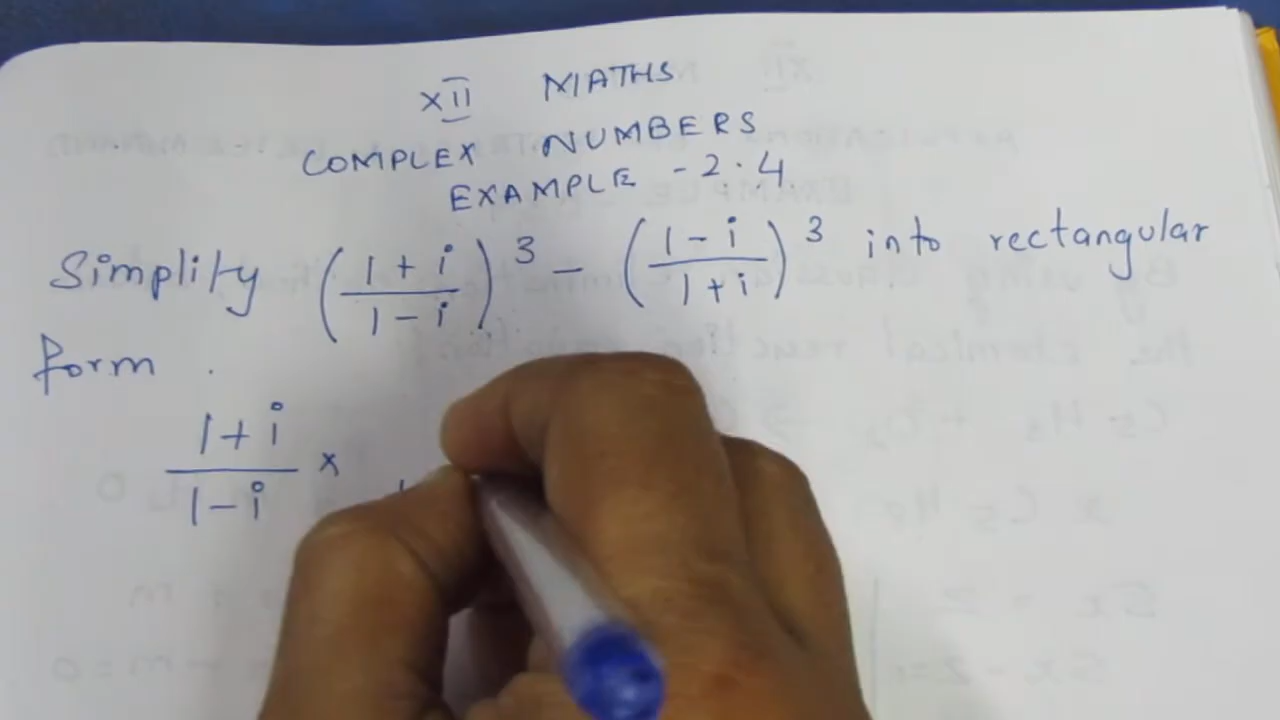 XII MATHS
COMPLEX NUMBERS
EXAMPLE - 2.4
Simplify (1+i / 1-i)³ - (1-i / 1+i)³ into rectangular
form.
1+i / 1-i ×